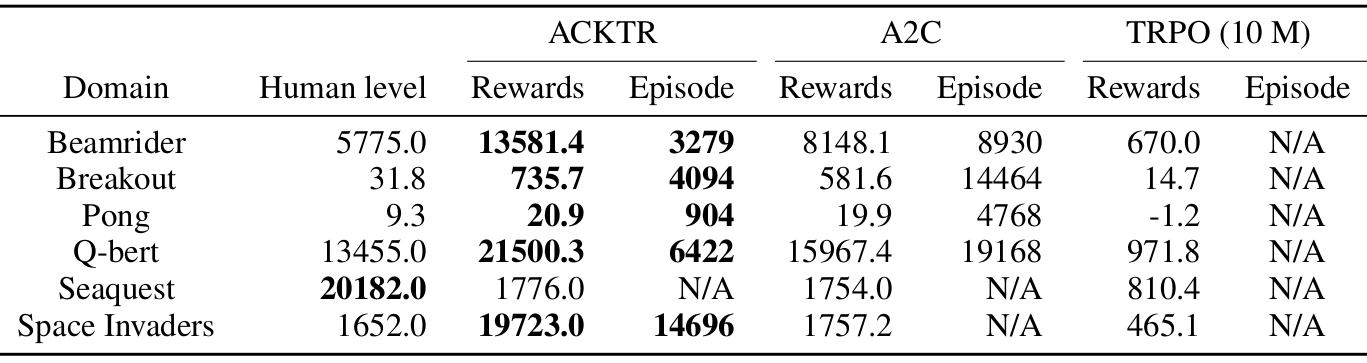 ACKTR A2C TRPO (10 M)
Domain Human level Rewards Episode Rewards Episode Rewards Episode
Beamrider 5775.0 13581.4 3279 8148.1 8930 670.0 N/A
Breakout 31.8 735.7 4094 581.6 14464 14.7 N/A
Pong 9.3 20.9 904 19.9 4768 -1.2 N/A
Q-bert 13455.0 21500.3 6422 15967.4 19168 971.8 N/A
Seaquest 20182.0 1776.0 N/A 1754.0 N/A 810.4 N/A
Space Invaders 1652.0 19723.0 14696 1757.2 N/A 465.1 N/A